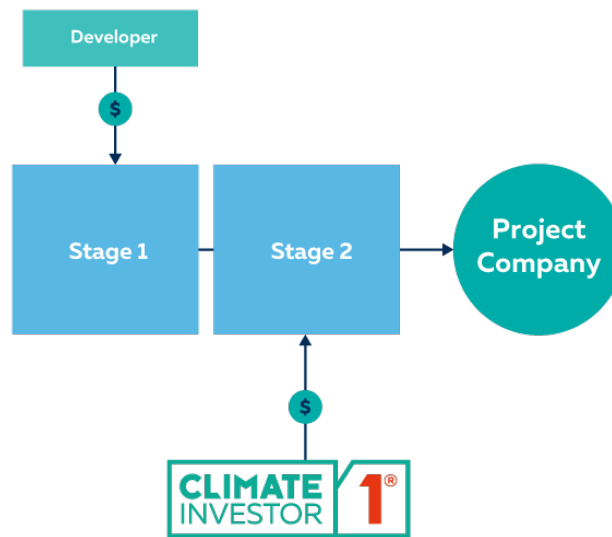 Developer
$
Stage 1
Stage 2
Project
Company
$
CLIMATE
INVESTOR
1®